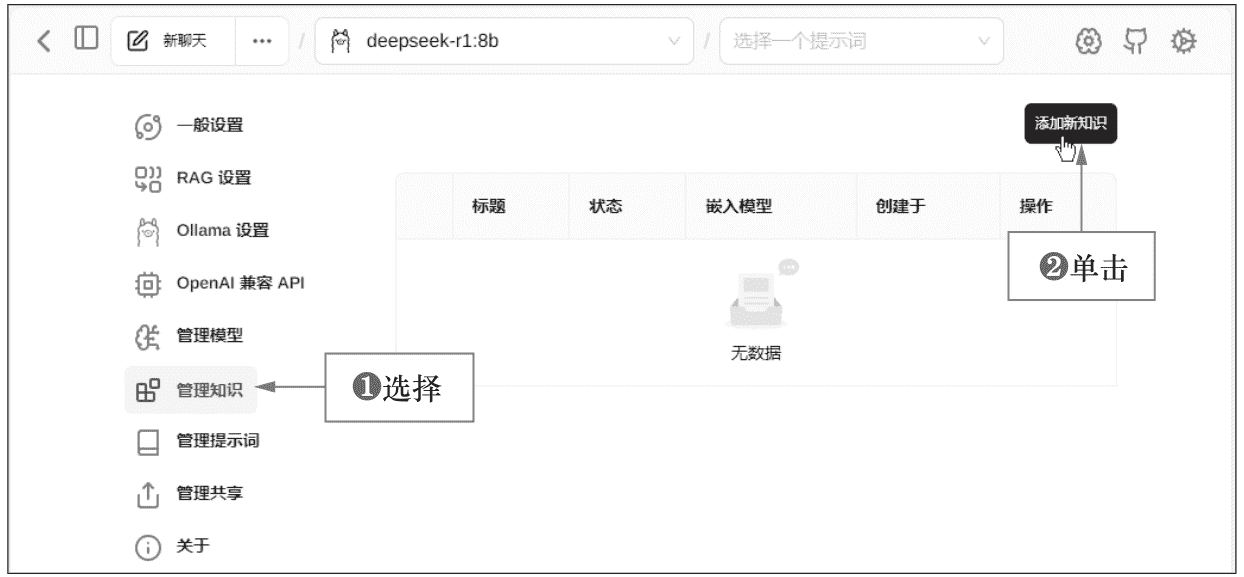 新聊天 ··· / deepseek-r1:8b / 选择一个提示词
一般设置
添加新知识
RAG 设置
标题 状态 嵌入模型 创建于 操作
Ollama 设置
❷单击
OpenAI 兼容 API
管理模型
无数据
管理知识
❶选择
管理提示词
管理共享
关于